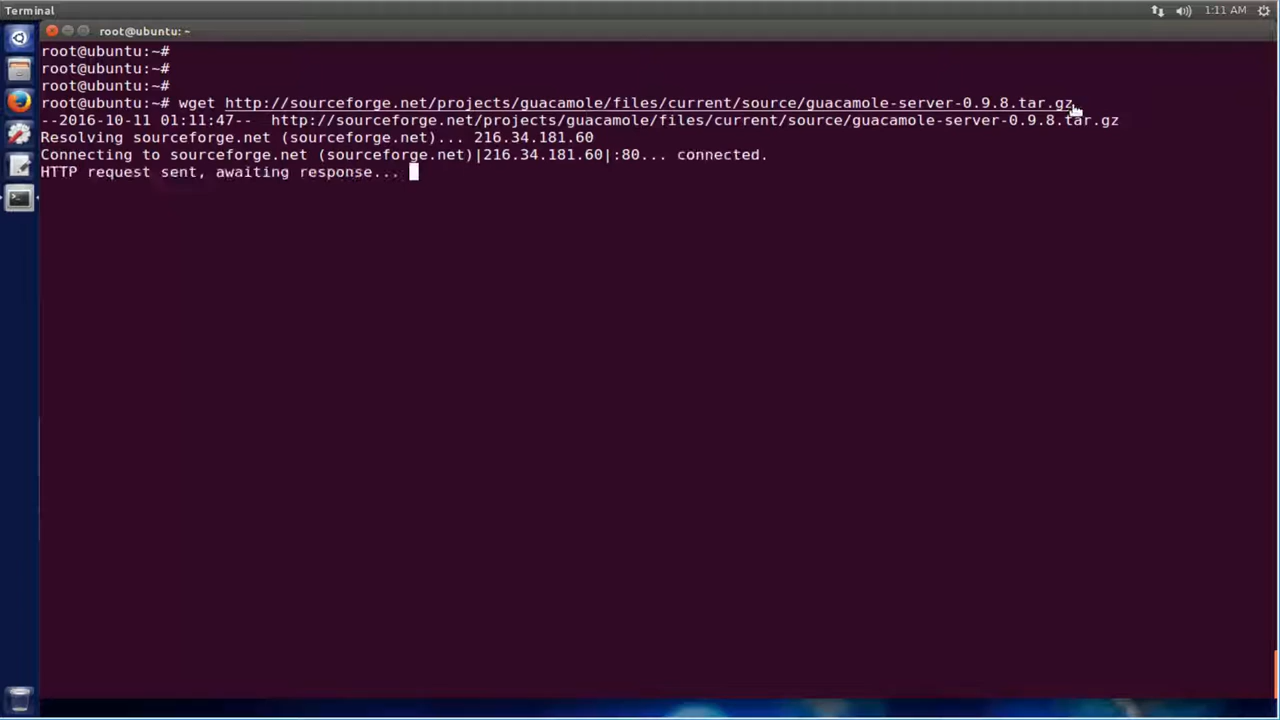 Terminal
1:11 AM
root@ubuntu: ~
root@ubuntu:~#
root@ubuntu:~#
root@ubuntu:~#
root@ubuntu:~# wget http://sourceforge.net/projects/guacamole/files/current/source/guacamole-server-0.9.8.tar.gz
--2016-10-11 01:11:47--  http://sourceforge.net/projects/guacamole/files/current/source/guacamole-server-0.9.8.tar.gz
Resolving sourceforge.net (sourceforge.net)... 216.34.181.60
Connecting to sourceforge.net (sourceforge.net)|216.34.181.60|:80... connected.
HTTP request sent, awaiting response...